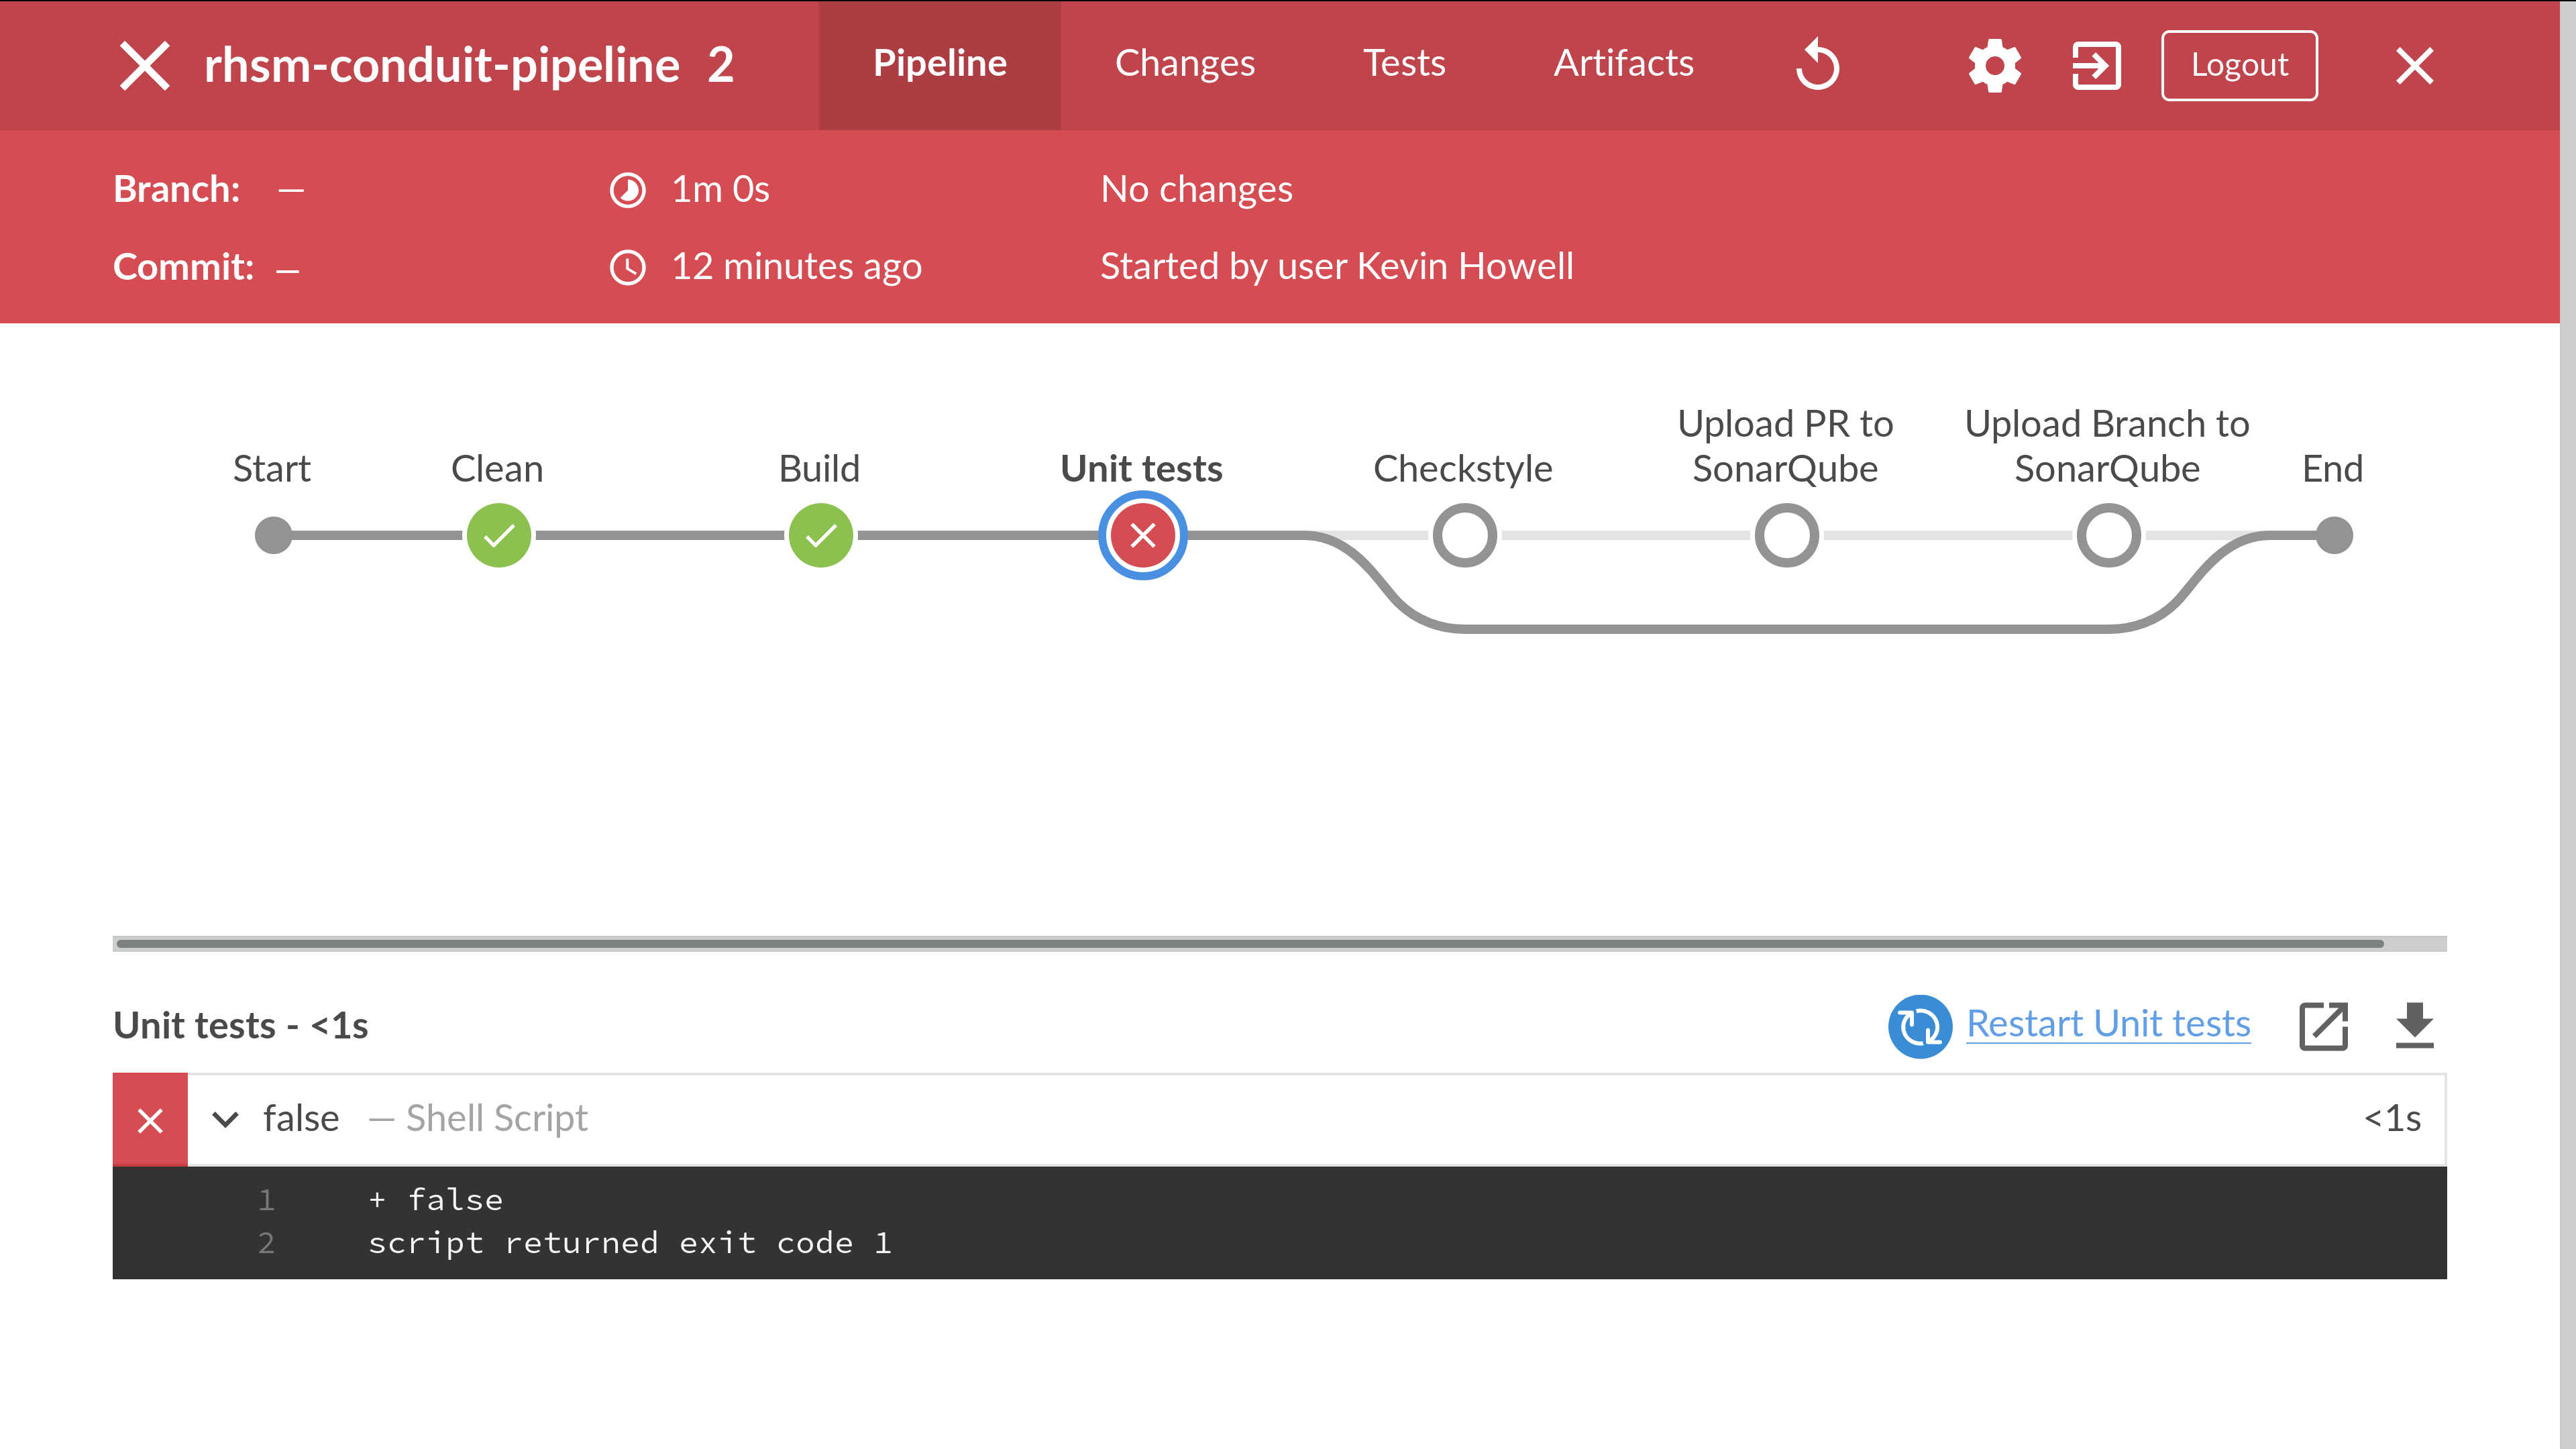 rhsm-conduit-pipeline 2 Pipeline Changes Tests Artifacts Logout
Branch: — 1m 0s No changes
Commit: — 12 minutes ago Started by user Kevin Howell
Start Clean Build Unit tests Checkstyle Upload PR to SonarQube Upload Branch to SonarQube End
Unit tests - <1s Restart Unit tests
false — Shell Script <1s
1 + false
2 script returned exit code 1